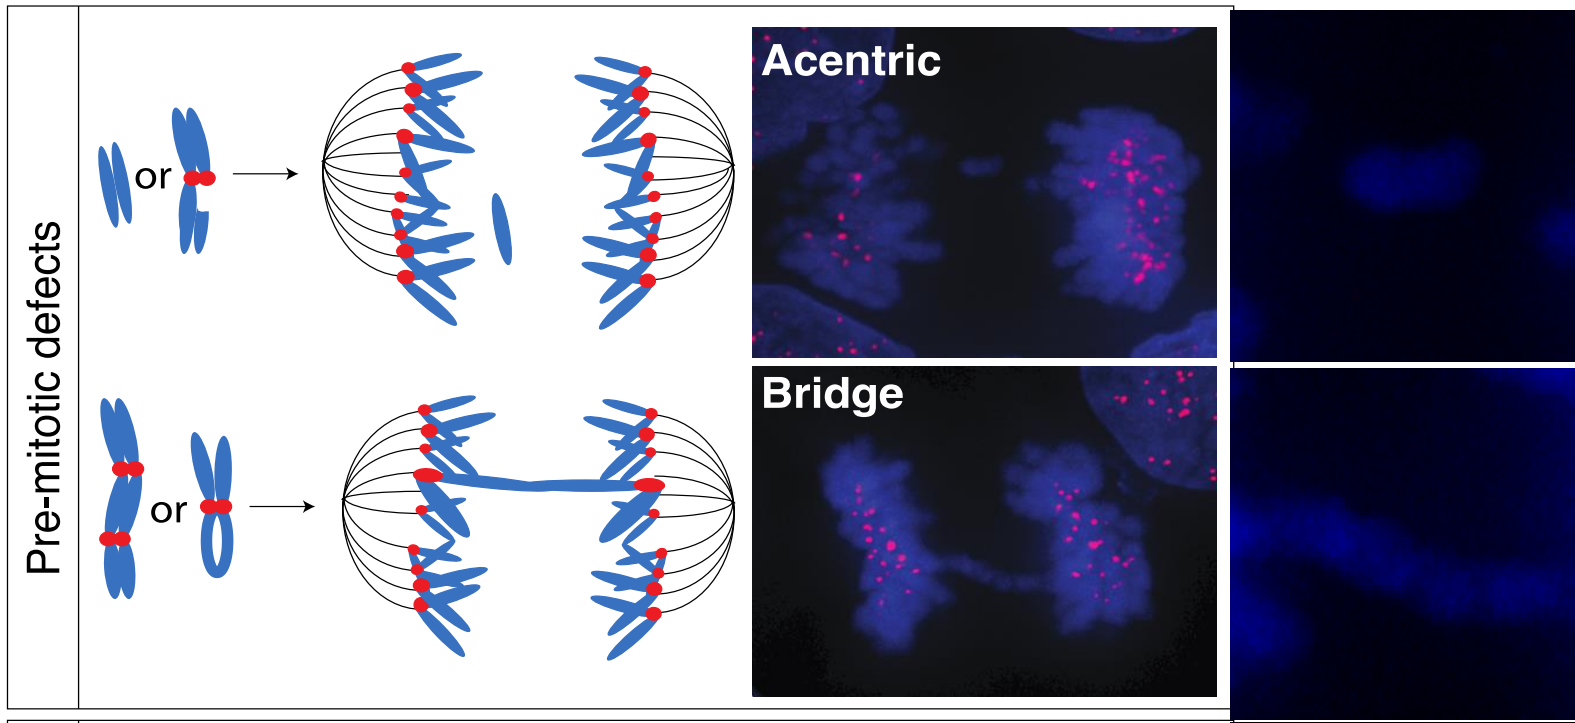 Pre-mitotic defects
or
Acentric
or
Bridge